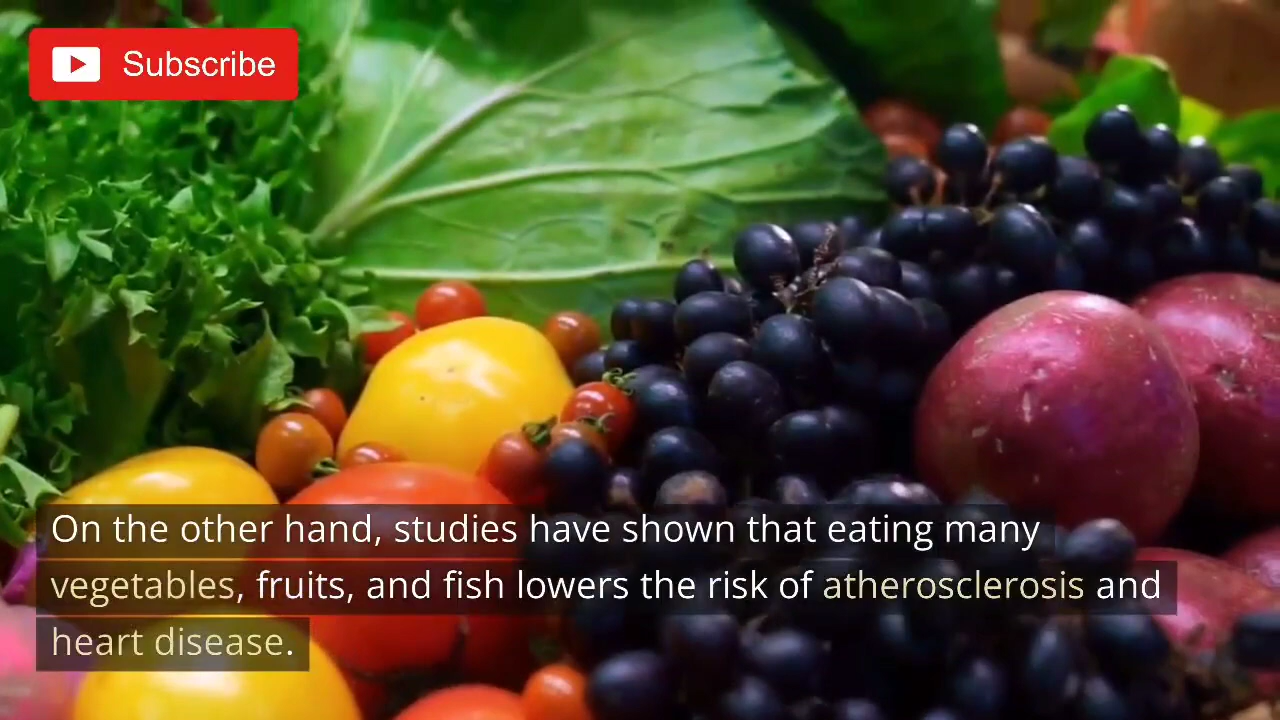 Subscribe
On the other hand, studies have shown that eating many
vegetables, fruits, and fish lowers the risk of atherosclerosis and
heart disease.